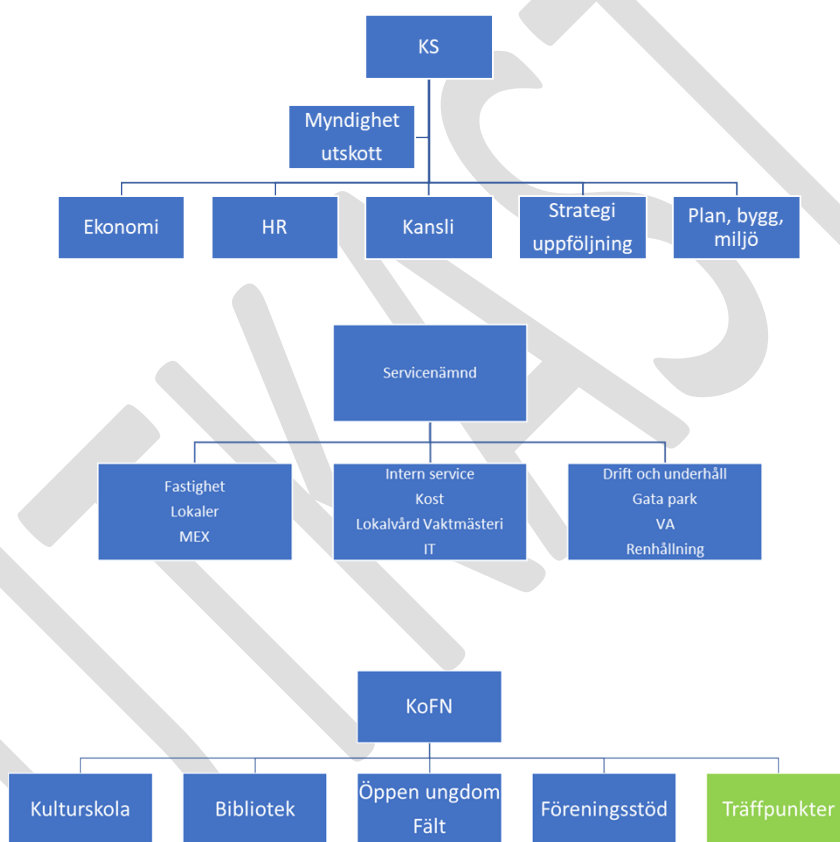 KS
Myndighet
utskott
Ekonomi
HR
Kansli
Strategi
uppföljning
Plan, bygg,
miljö
Servicenämnd
Fastighet
Lokaler
MEX
Intern service
Kost
Lokalvård Vaktmästeri
IT
Drift och underhåll
Gata park
VA
Renhållning
KoFN
Kulturskola
Bibliotek
Öppen ungdom
Fält
Föreningsstöd
Träffpunkter
UTKAST